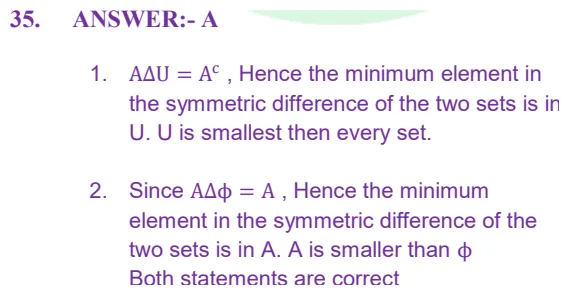 35. ANSWER:- A
1. AΔU = Aᶜ , Hence the minimum element in
the symmetric difference of the two sets is in
U. U is smallest then every set.
2. Since AΔϕ = A , Hence the minimum
element in the symmetric difference of the
two sets is in A. A is smaller than ϕ
Both statements are correct